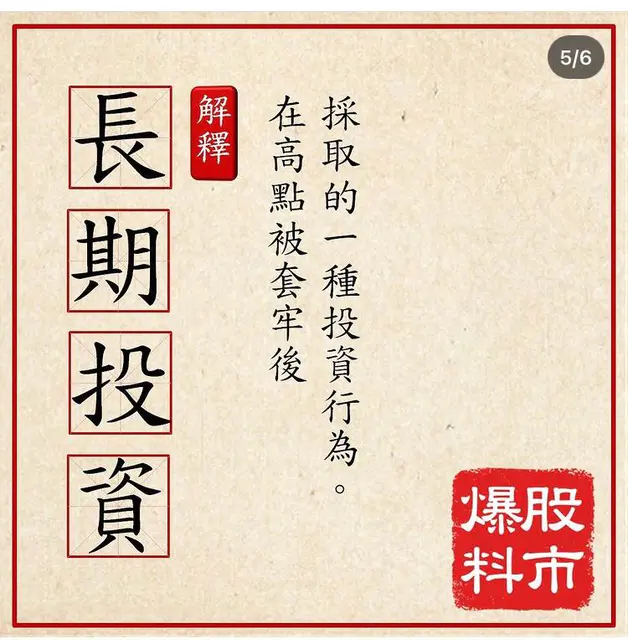 5/6
長期投資
解釋
在高點被套牢後
採取的一種投資行為。
股市
爆料